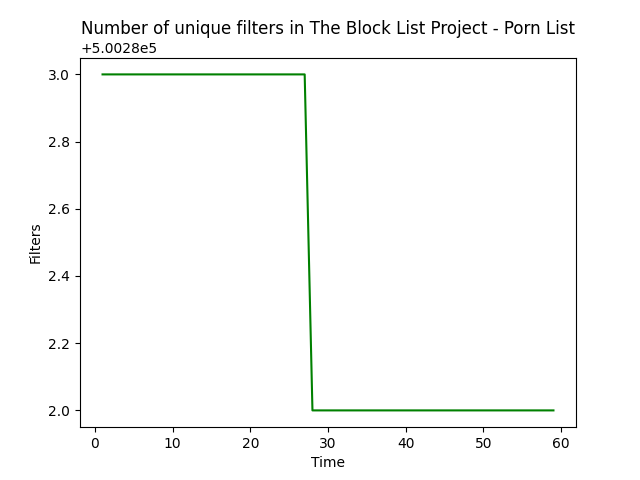 Number of unique filters in The Block List Project - Porn List
+5.0028e5
3.0
2.8
2.6
2.4
2.2
2.0
Filters
0 10 20 30 40 50 60
Time